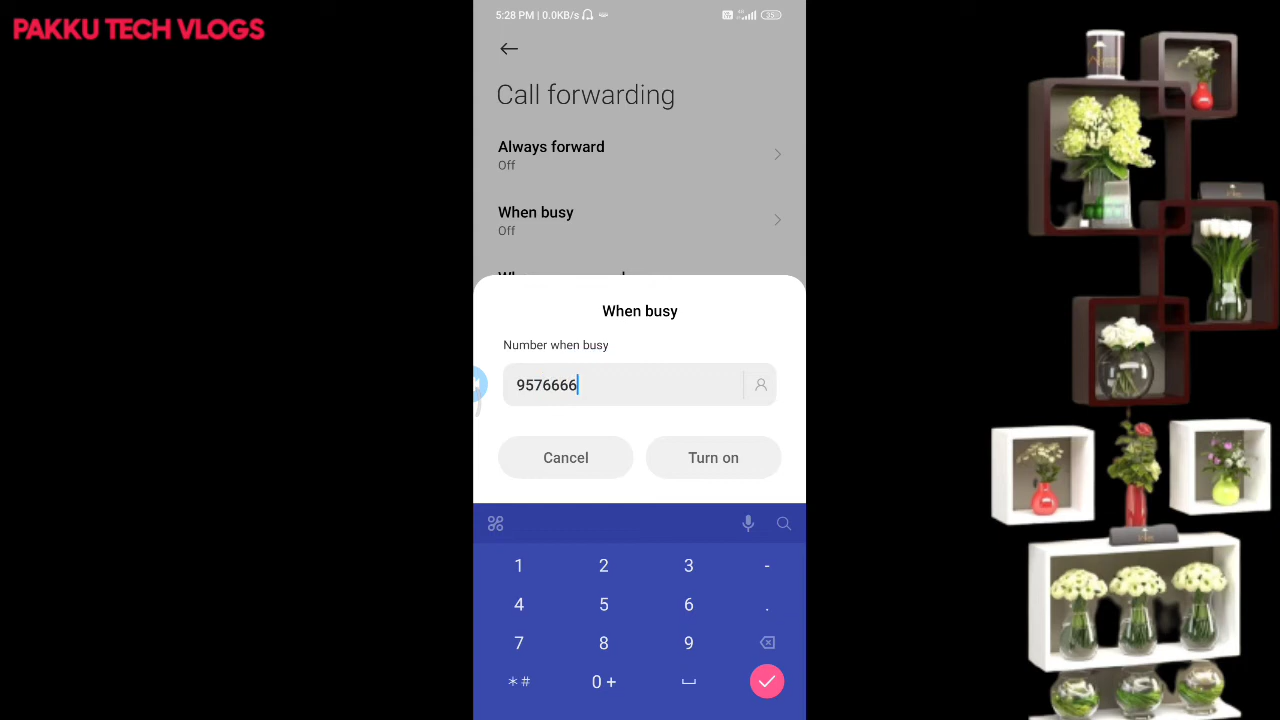 PAKKU TECH VLOGS
5:28 PM | 0.0KB/s
Call forwarding
Always forward
Off
When busy
Off
When busy
Number when busy
9576666
Cancel
Turn on
1 2 3 -
4 5 6 .
7 8 9
*# 0 +